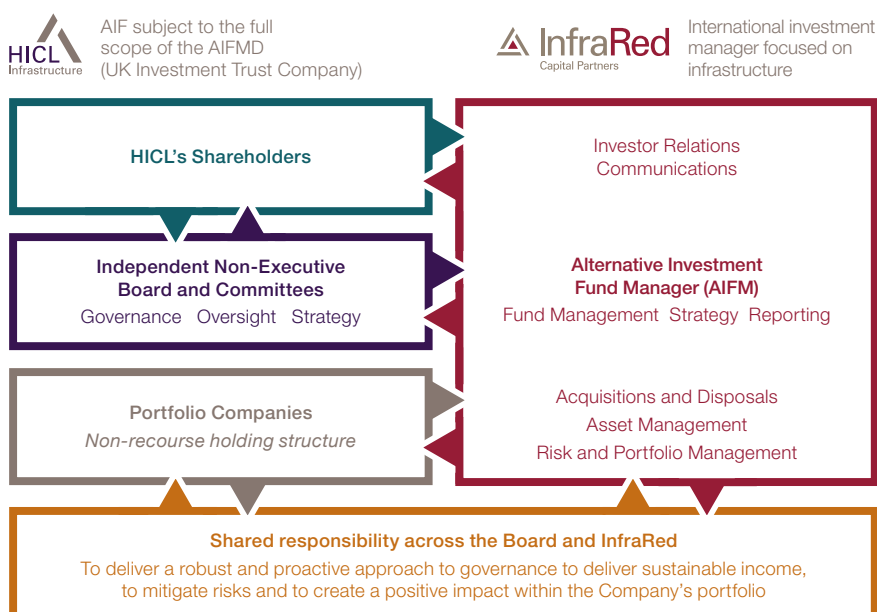 HICL
Infrastructure
AIF subject to the full
scope of the AIFMD
(UK Investment Trust Company)
InfraRed
Capital Partners
International investment
manager focused on
infrastructure
HICL's Shareholders
Investor Relations
Communications
Independent Non-Executive
Board and Committees
Governance Oversight Strategy
Alternative Investment
Fund Manager (AIFM)
Fund Management Strategy Reporting
Portfolio Companies
Non-recourse holding structure
Acquisitions and Disposals
Asset Management
Risk and Portfolio Management
Shared responsibility across the Board and InfraRed
To deliver a robust and proactive approach to governance to deliver sustainable income,
to mitigate risks and to create a positive impact within the Company's portfolio